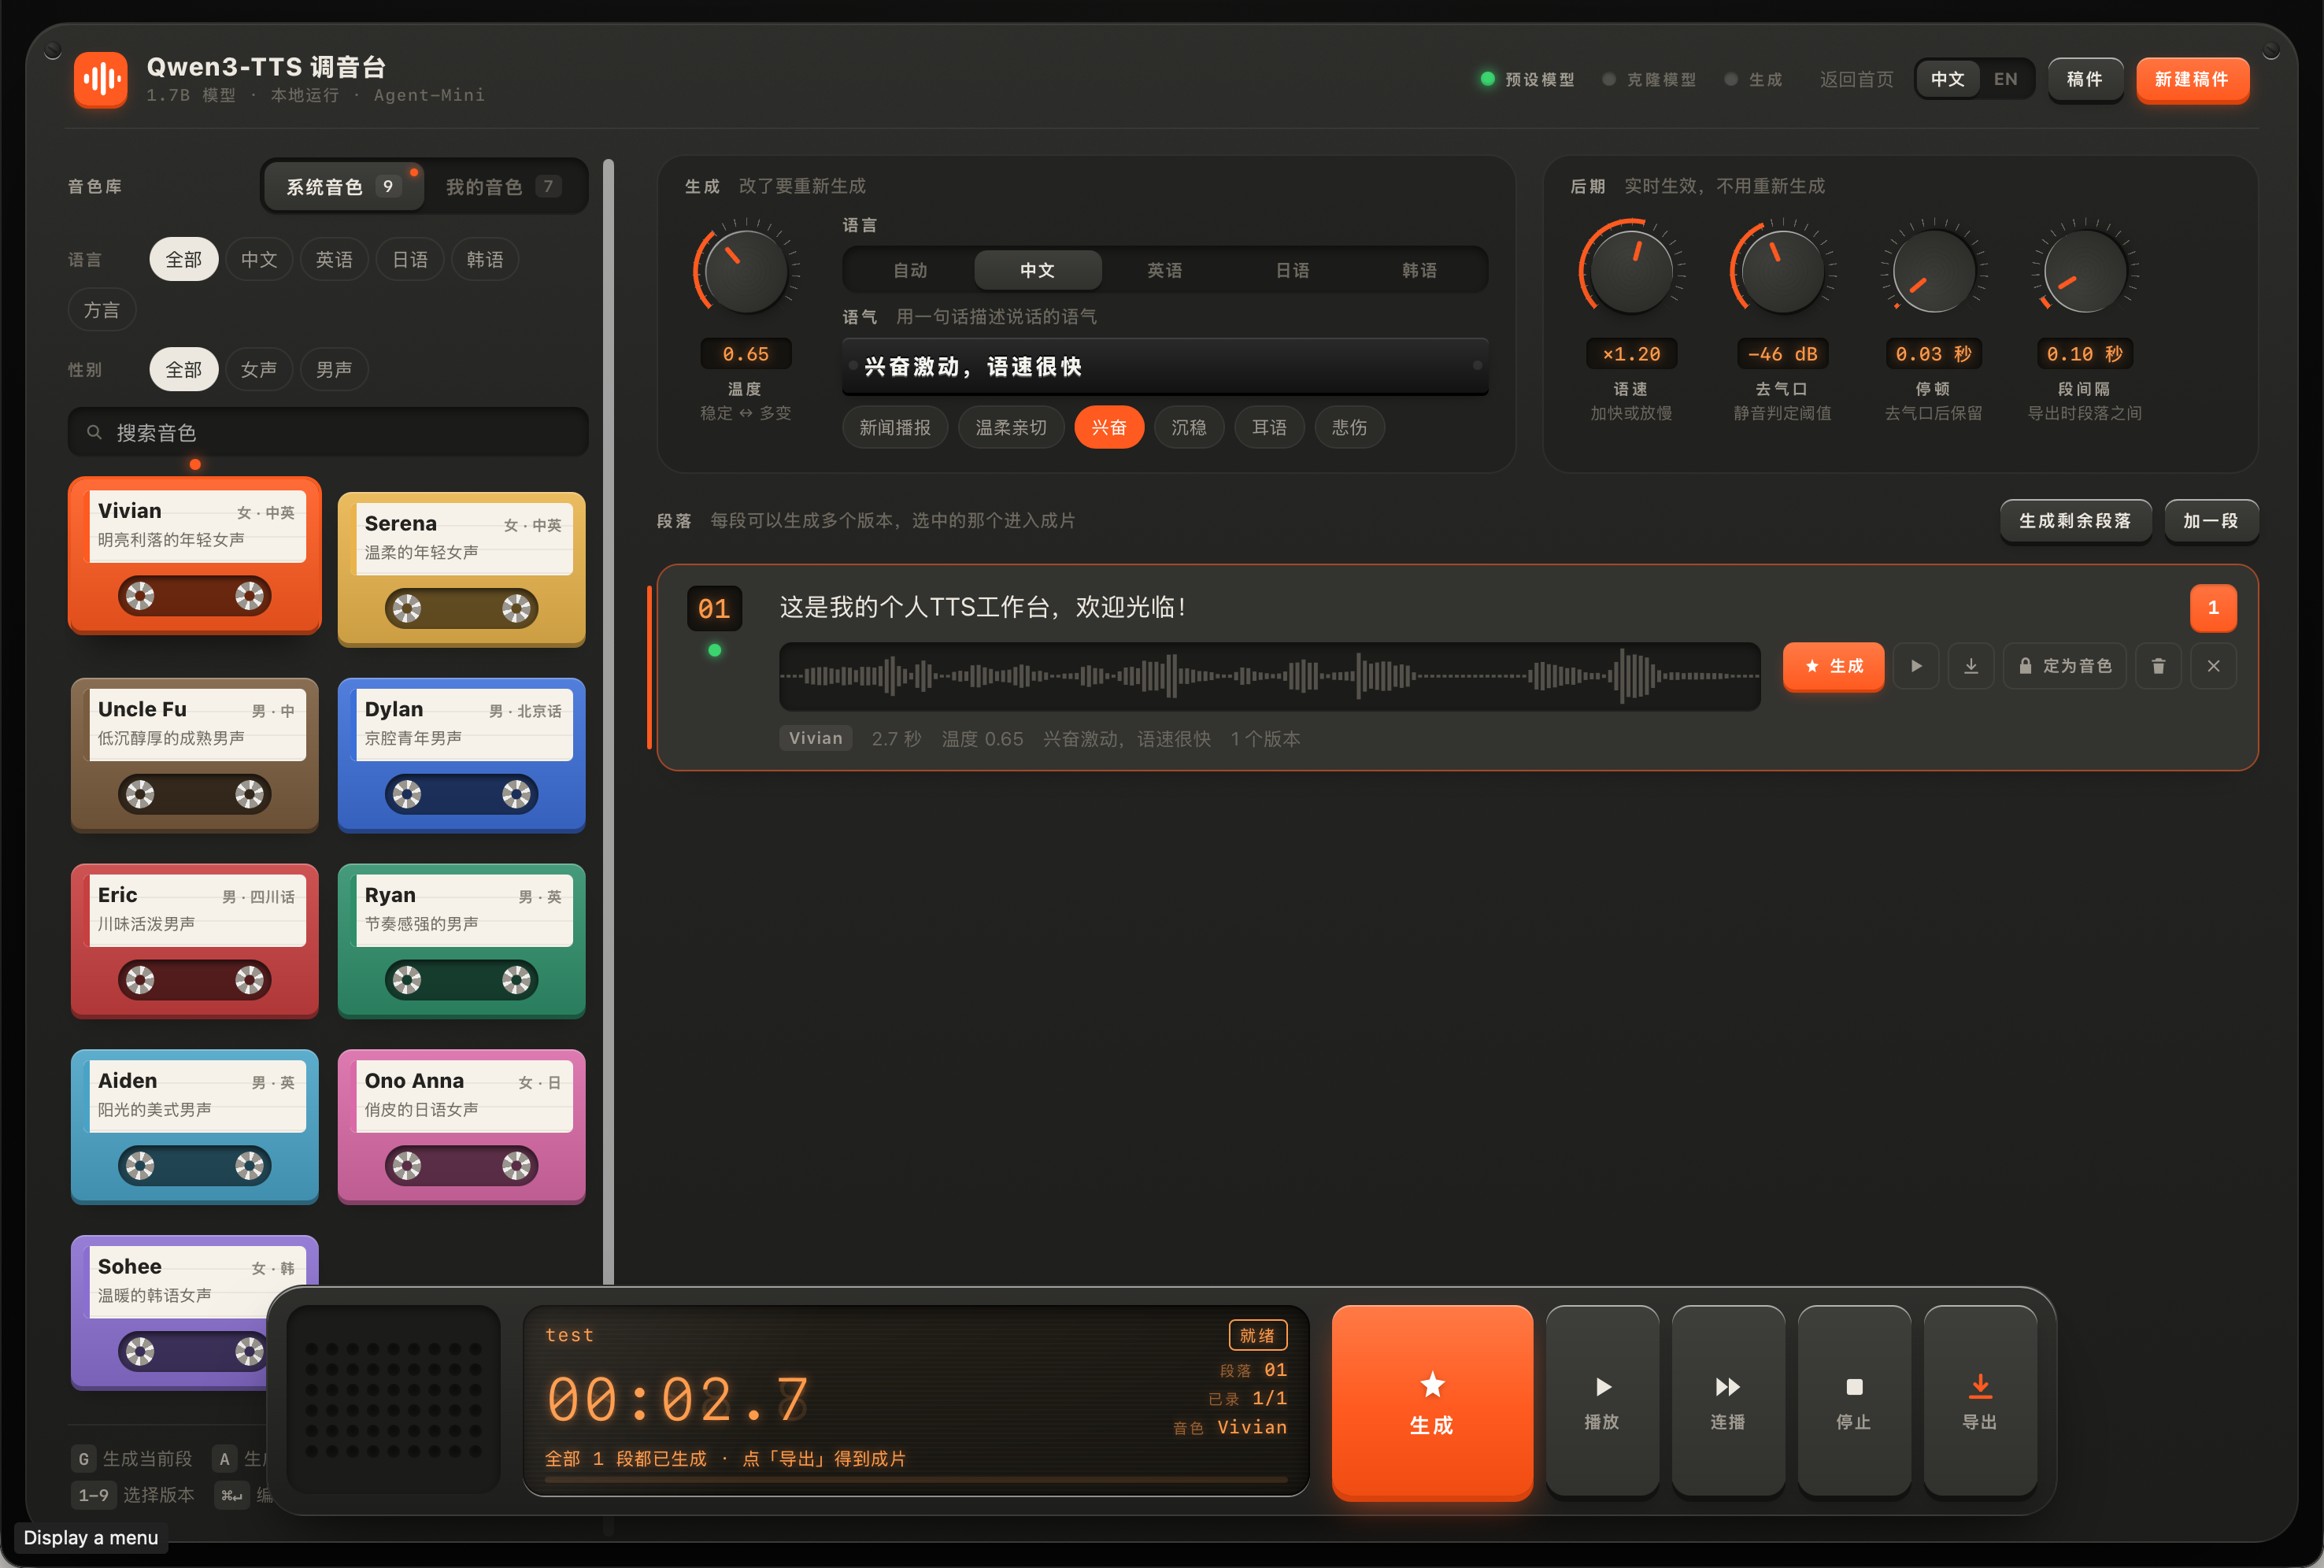 Qwen3-TTS 调音台
1.7B 模型 · 本地运行 · Agent-Mini
预设模型
克隆模型
生成
返回首页
中文
EN
稿件
新建稿件
音色库
系统音色 9
我的音色 7
语言
全部
中文
英语
日语
韩语
方言
性别
全部
女声
男声
搜索音色
Vivian
女 · 中英
明亮利落的年轻女声
Serena
女 · 中英
温柔的年轻女声
Uncle Fu
男 · 中
低沉醇厚的成熟男声
Dylan
男 · 北京话
京腔青年男声
Eric
男 · 四川话
川味活泼男声
Ryan
男 · 英
节奏感强的男声
Aiden
男 · 英
阳光的美式男声
Ono Anna
女 · 日
俏皮的日语女声
Sohee
女 · 韩
温暖的韩语女声
G 生成当前段
A 生
1–9 选择版本
⌘↵ 编
Display a menu
生成 改了要重新生成
0.65
温度
稳定 ↔ 多变
语言
自动
中文
英语
日语
韩语
语气 用一句话描述说话的语气
兴奋激动，语速很快
新闻播报
温柔亲切
兴奋
沉稳
耳语
悲伤
后期 实时生效，不用重新生成
×1.20
语速
加快或放慢
−46 dB
去气口
静音判定阈值
0.03 秒
停顿
去气口后保留
0.10 秒
段间隔
导出时段落之间
段落 每段可以生成多个版本，选中的那个进入成片
生成剩余段落
加一段
01
这是我的个人TTS工作台，欢迎光临！
1
生成
定为音色
Vivian 2.7 秒 温度 0.65 兴奋激动，语速很快 1 个版本
test
就绪
00:02.7
段落 01
已录 1/1
音色 Vivian
全部 1 段都已生成 · 点「导出」得到成片
生成
播放
连播
停止
导出